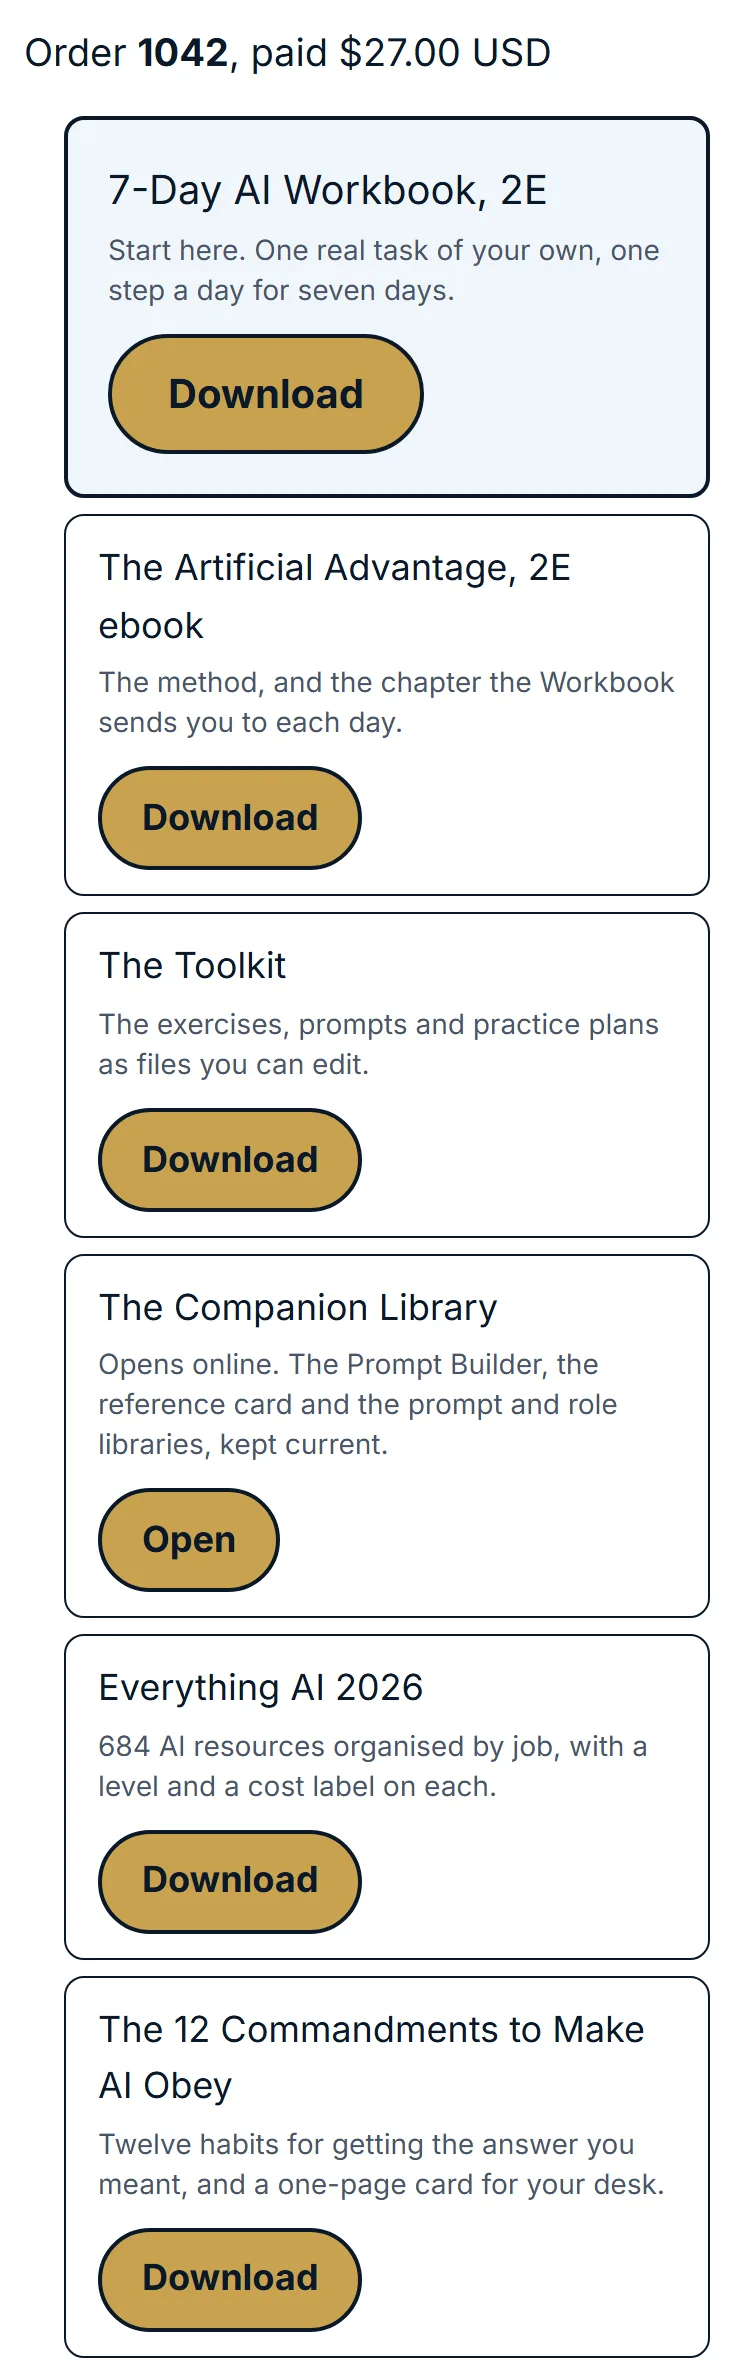 Order 1042, paid $27.00 USD
7-Day AI Workbook, 2E
Start here. One real task of your own, one
step a day for seven days.
Download
The Artificial Advantage, 2E
ebook
The method, and the chapter the Workbook
sends you to each day.
Download
The Toolkit
The exercises, prompts and practice plans
as files you can edit.
Download
The Companion Library
Opens online. The Prompt Builder, the
reference card and the prompt and role
libraries, kept current.
Open
Everything AI 2026
684 AI resources organised by job, with a
level and a cost label on each.
Download
The 12 Commandments to Make
AI Obey
Twelve habits for getting the answer you
meant, and a one-page card for your desk.
Download